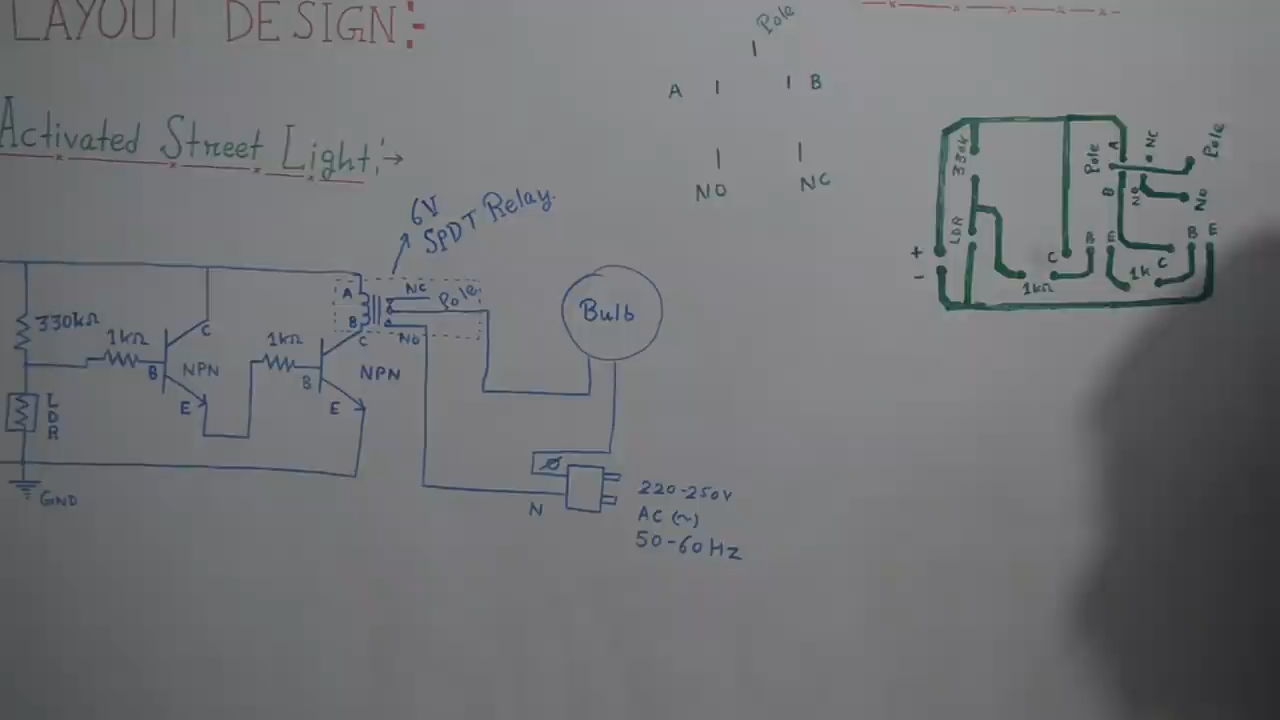 LAYOUT DESIGN:-
Activated Street Light:→
6V
SPDT Relay.
330kΩ
LDR
1kΩ
B
C
NPN
E
1kΩ
B
C
NPN
E
A
B
NC
Pole
NO
Bulb
GND
Ø
N
220-250V
AC (~)
50-60Hz
Pole
A
B
NO
NC
+
-
330k
LDR
1kΩ
C
B
E
Pole
A
B
NC
NO
Pole
NO
1k
C
B
E